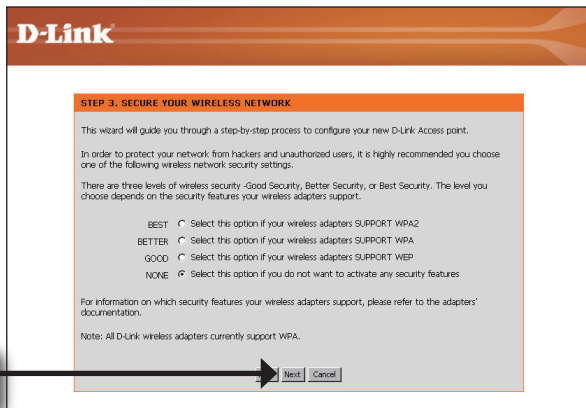 D-Link
STEP 3. SECURE YOUR WIRELESS NETWORK
This wizard will guide you through a step-by-step process to configure your new D-Link Access point.
In order to protect your network from hackers and unauthorized users, it is highly recommended you choose
one of the following wireless network security settings.
There are three levels of wireless security -Good Security, Better Security, or Best Security. The level you
choose depends on the security features your wireless adapters support.
BEST Select this option if your wireless adapters SUPPORT WPA2
BETTER Select this option if your wireless adapters SUPPORT WPA
GOOD Select this option if your wireless adapters SUPPORT WEP
NONE Select this option if you do not want to activate any security features
For information on which security features your wireless adapters support, please refer to the adapters'
documentation.
Note: All D-Link wireless adapters currently support WPA.
Next Cancel